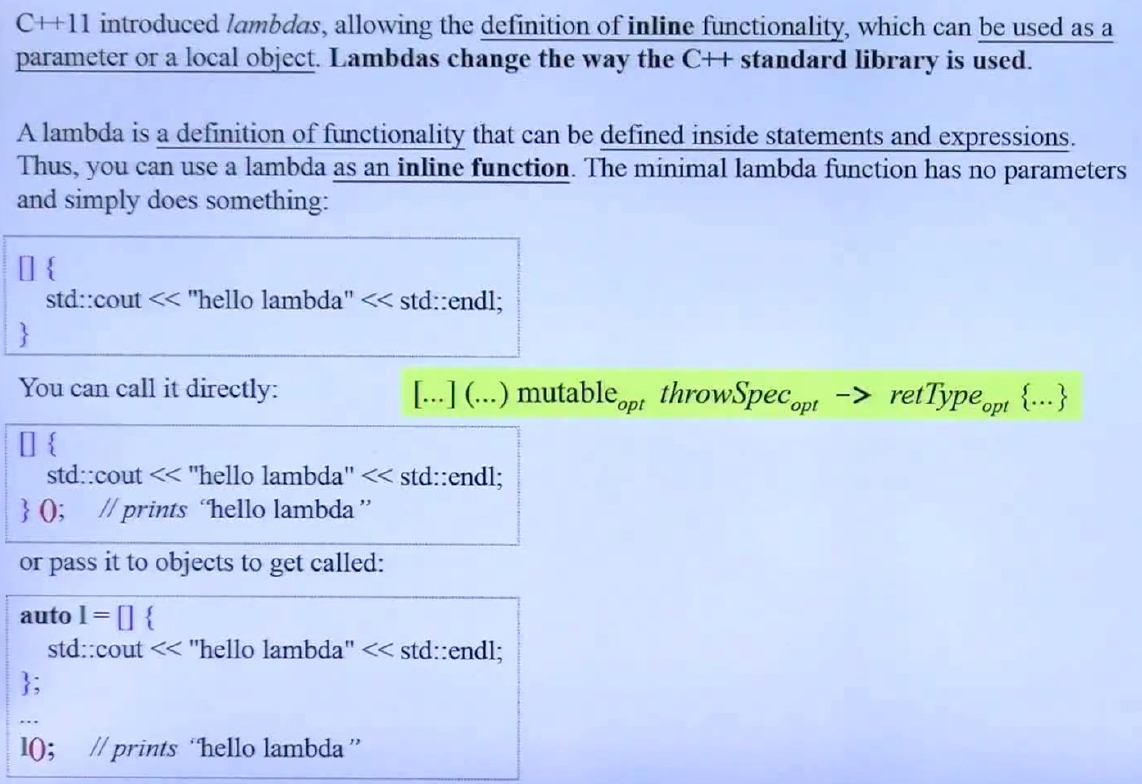 C++11 introduced lambdas, allowing the definition of inline functionality, which can be used as a
parameter or a local object. Lambdas change the way the C++ standard library is used.
A lambda is a definition of functionality that can be defined inside statements and expressions.
Thus, you can use a lambda as an inline function. The minimal lambda function has no parameters
and simply does something:
[] {
std::cout << "hello lambda" << std::endl;
}
You can call it directly:
[...] (...) mutable opt throwSpec opt -> retType opt {...}
[] {
std::cout << "hello lambda" << std::endl;
} (); // prints “hello lambda”
or pass it to objects to get called:
auto l = [] {
std::cout << "hello lambda" << std::endl;
};
...
l(); // prints “hello lambda”